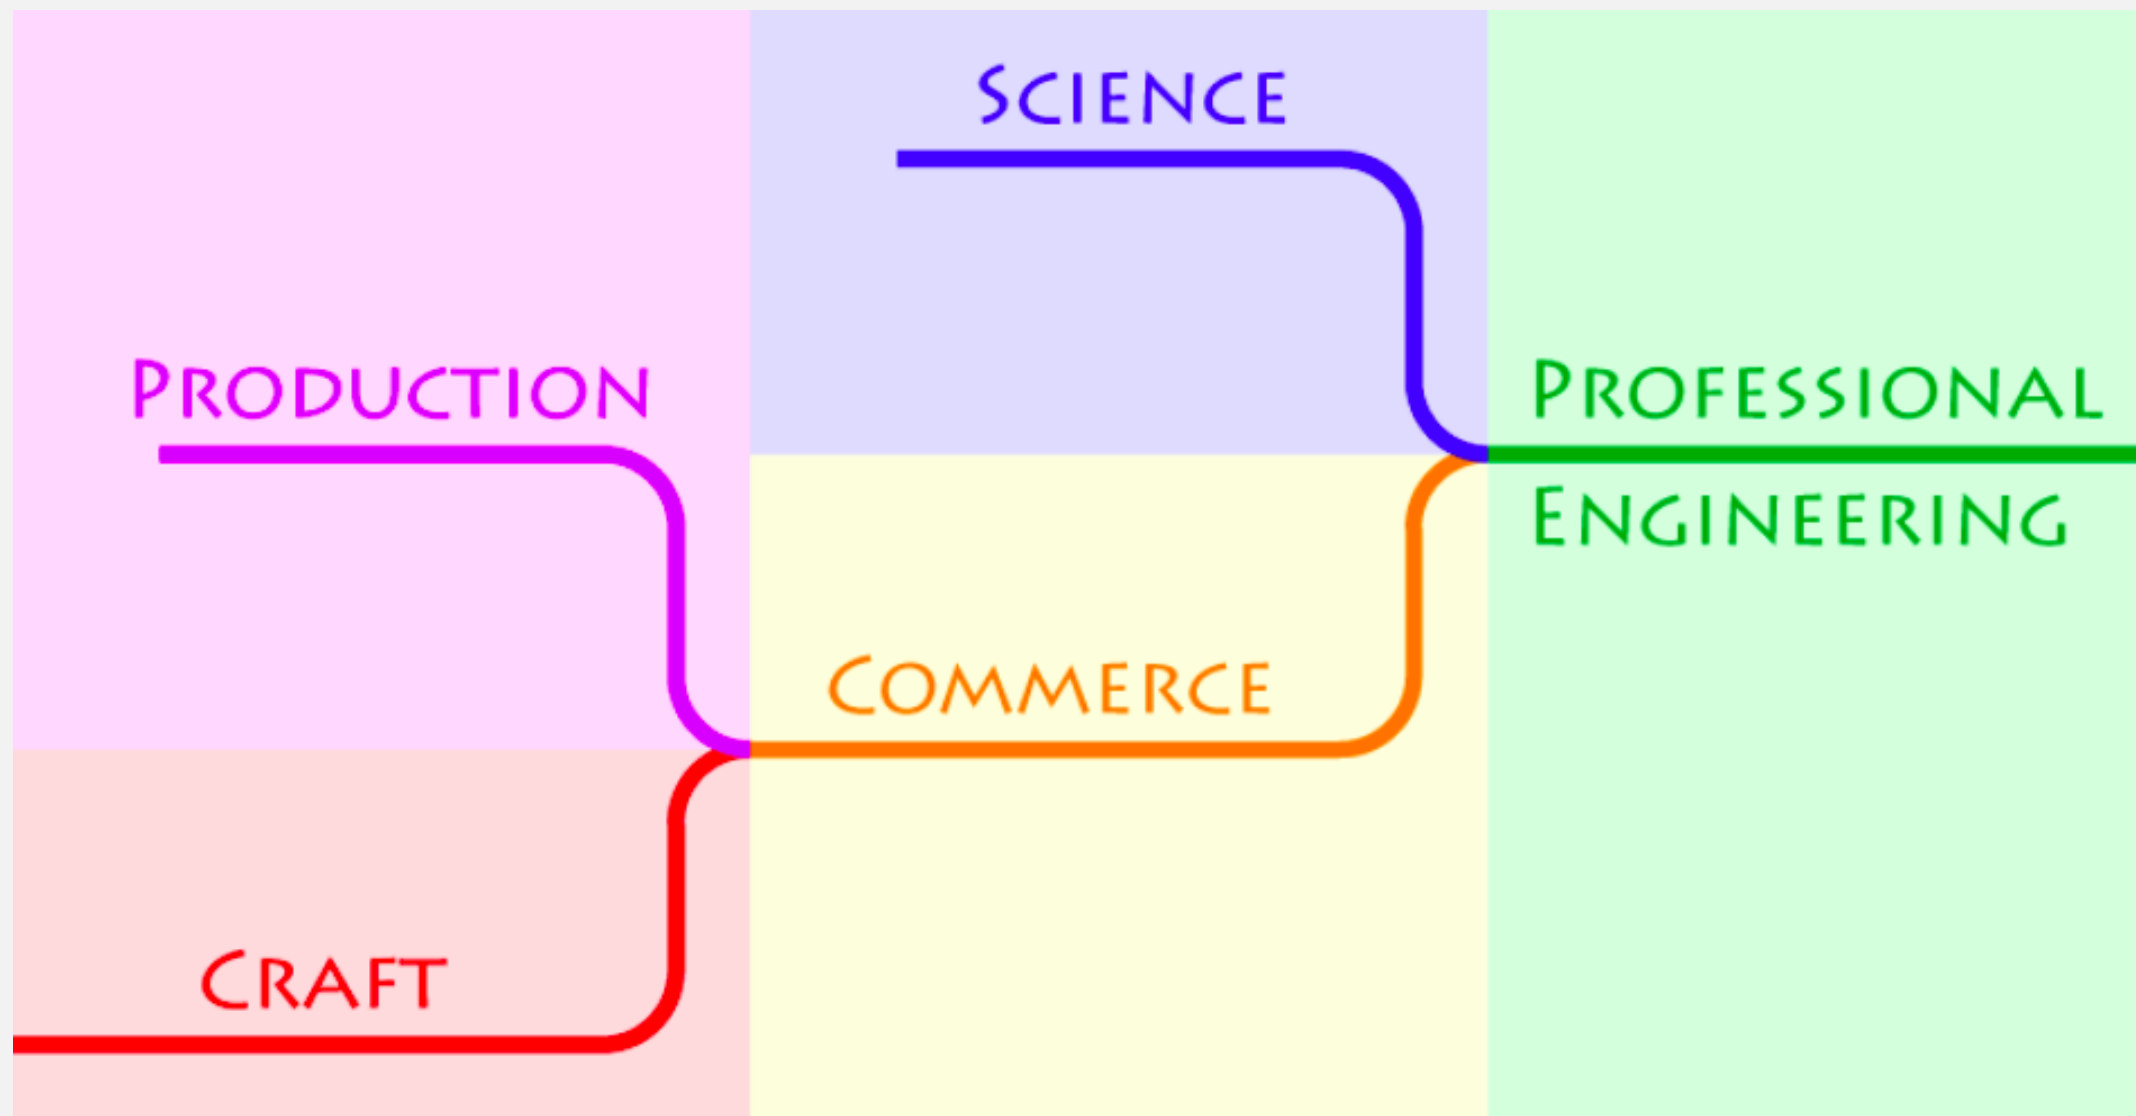 Science
Production
Professional
Engineering
Commerce
Craft